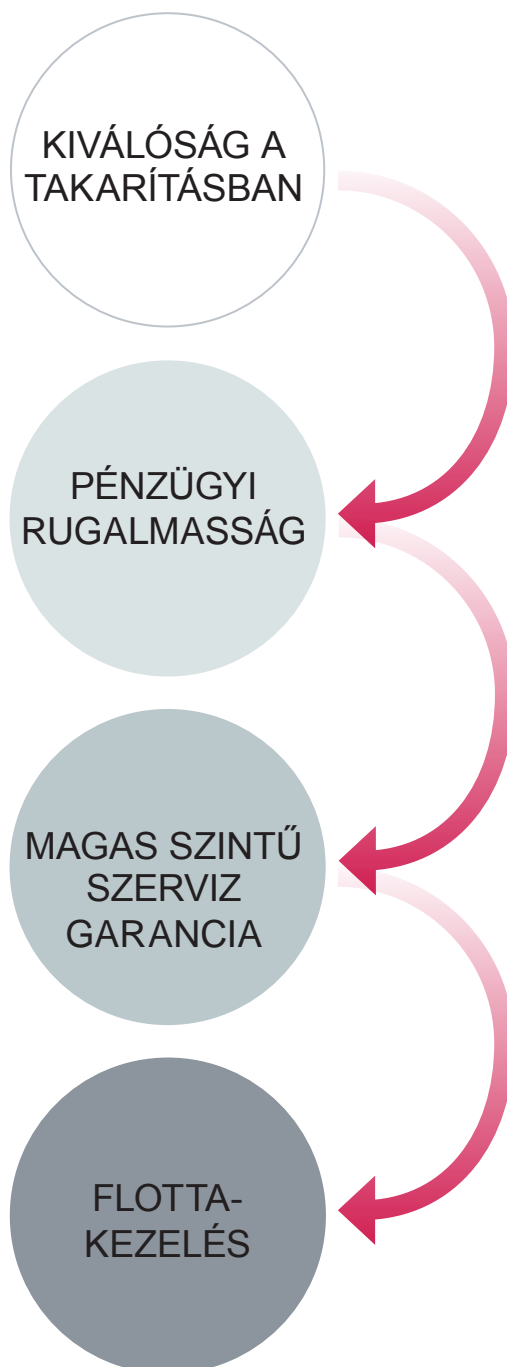 KIVÁLÓSÁG A
TAKARÍTÁSBAN
PÉNZÜGYI
RUGALMASSÁG
MAGAS SZINTŰ
SZERVIZ
GARANCIA
FLOTTA-
KEZELÉS